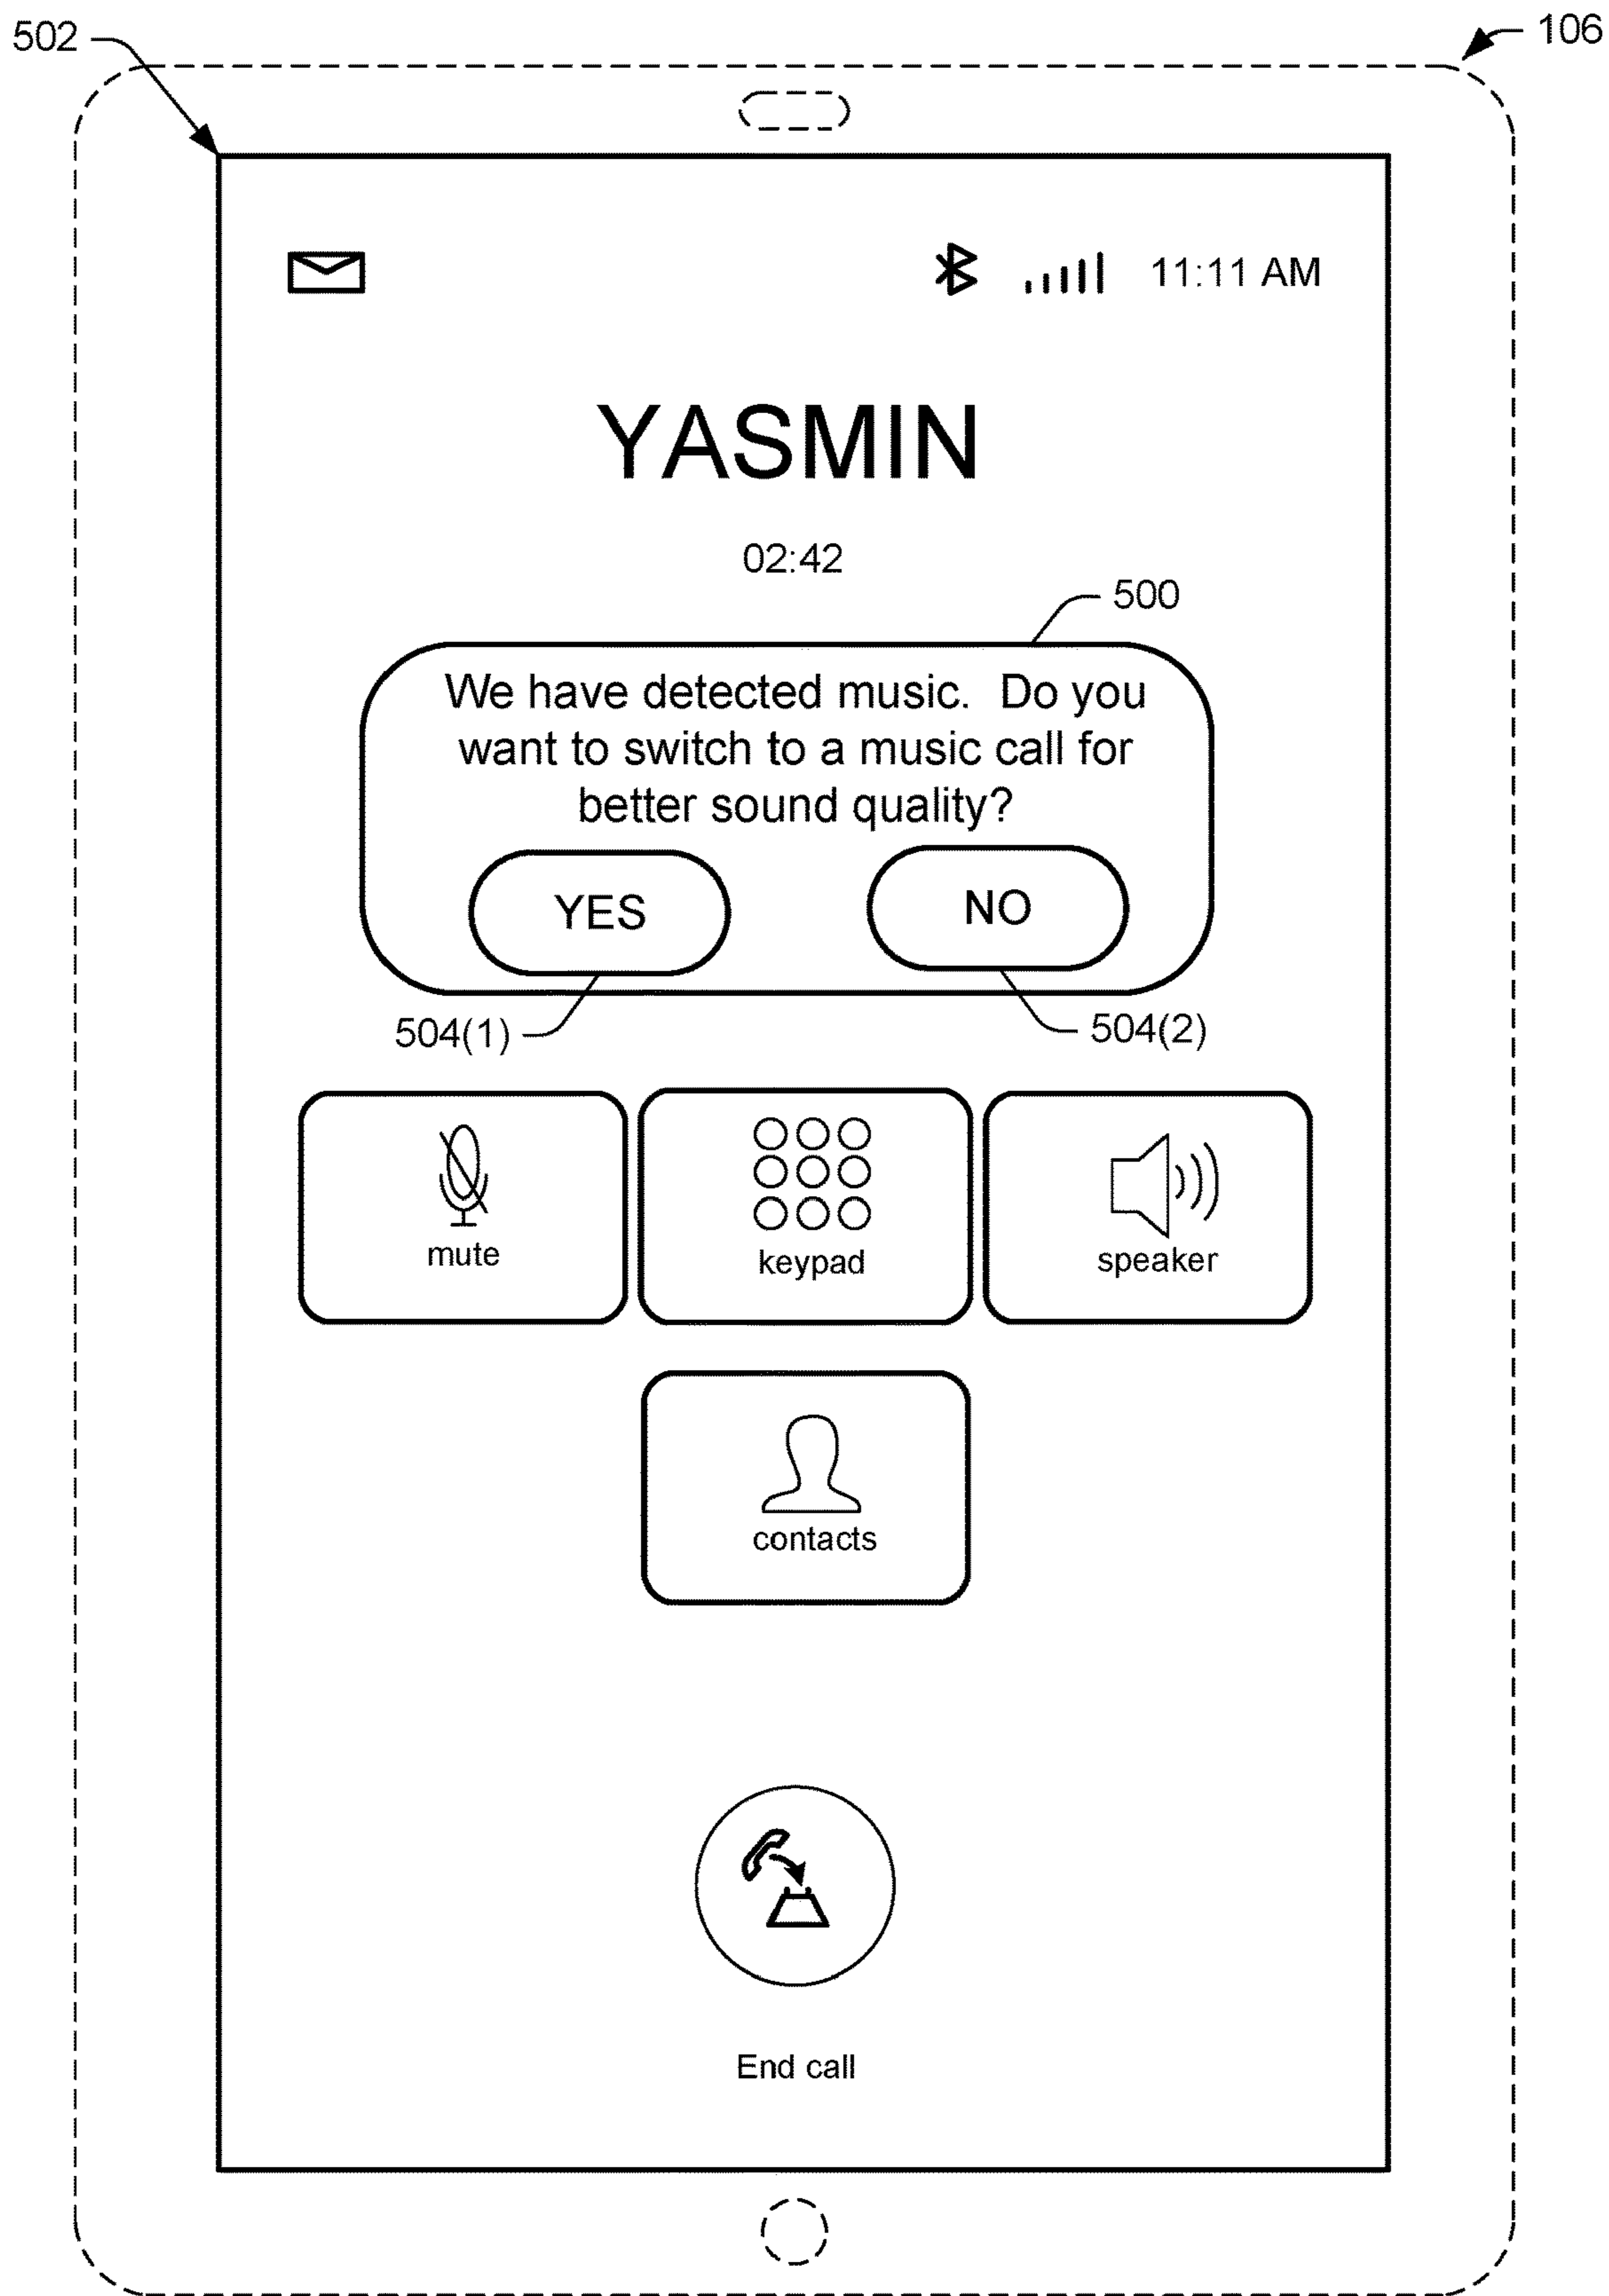 502
106
11:11 AM
YASMIN
02:42
500
We have detected music. Do you
want to switch to a music call for
better sound quality?
YES
NO
504(1)
504(2)
mute
keypad
speaker
contacts
End call